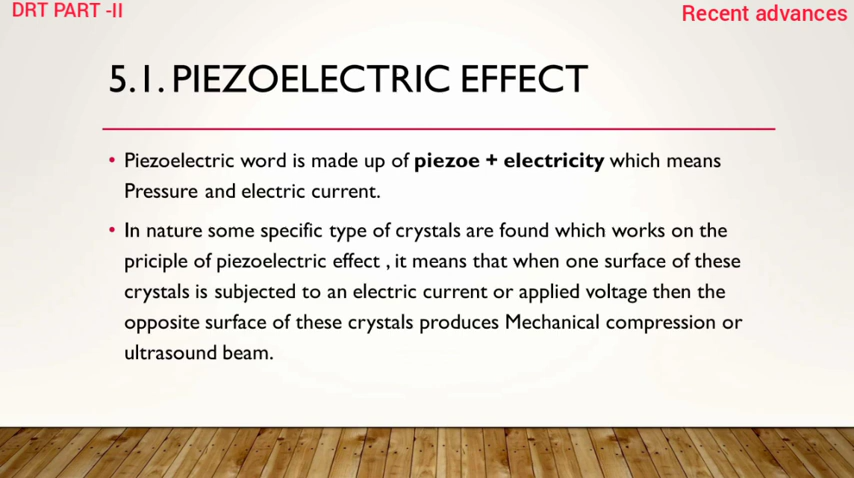 DRT PART -II
Recent advances
5.1. PIEZOELECTRIC EFFECT
• Piezoelectric word is made up of piezoe + electricity which means
Pressure and electric current.
• In nature some specific type of crystals are found which works on the
priciple of piezoelectric effect , it means that when one surface of these
crystals is subjected to an electric current or applied voltage then the
opposite surface of these crystals produces Mechanical compression or
ultrasound beam.